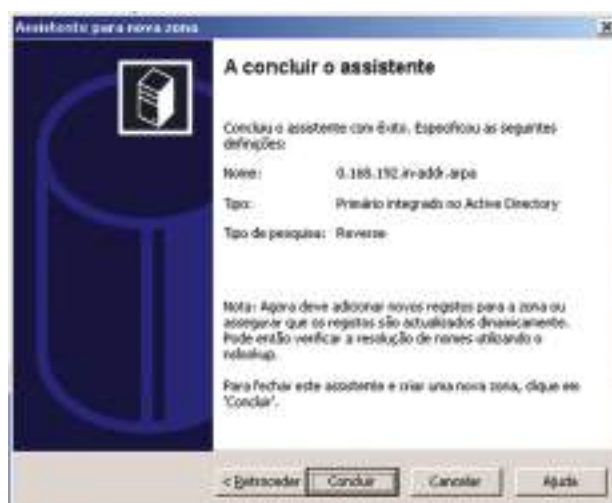 Assistente para nova zona
A concluir o assistente
Concluiu o assistente com êxito. Especificou as seguintes
definições:
Nome: 0.168.192.in-addr.arpa
Tipo: Primário integrado no Active Directory
Tipo de pesquisa: Reverse
Nota: Agora deve adicionar novos registos para a zona ou
assegurar que os registos são actualizados dinamicamente.
Pode então verificar a resolução de nomes utilizando o
nslookup.
Para fechar este assistente e criar uma nova zona, clique em
'Concluir'.
< Retroceder Concluir Cancelar Ajuda